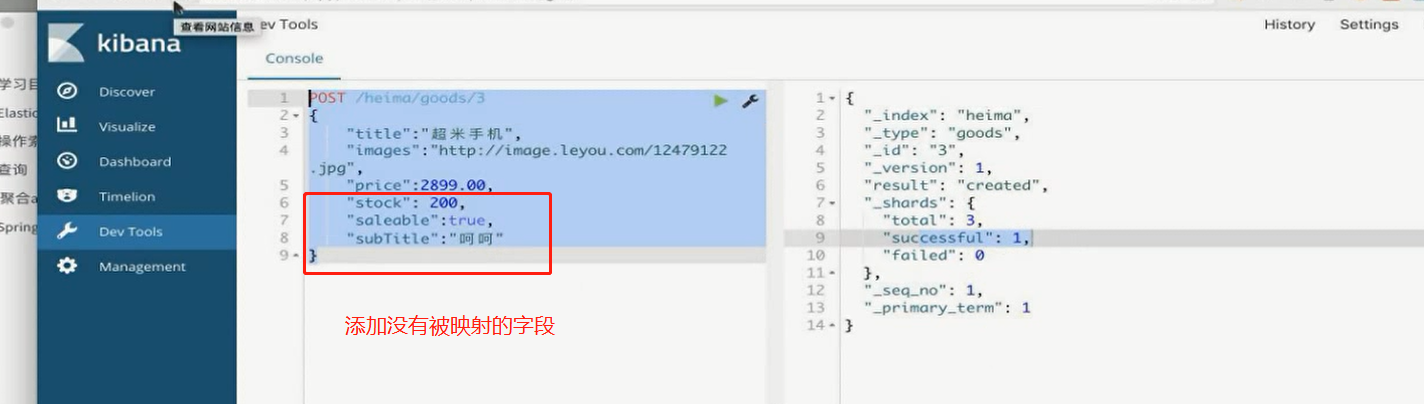 查看网站信息
ev Tools
History
Settings
kibana
学习目
Elastic
操作索
查询
聚合a
Spring
Discover
Visualize
Dashboard
Timelion
Dev Tools
Management
Console
1 POST /heima/goods/3
2 {
3 "title":"超米手机",
4 "images":"http://image.leyou.com/12479122
.jpg",
5 "price":2899.00,
6 "stock": 200,
7 "saleable":true,
8 "subTitle":"呵呵"
9 }
添加没有被映射的字段
1 {
2 "_index": "heima",
3 "_type": "goods",
4 "_id": "3",
5 "_version": 1,
6 "result": "created",
7 "_shards": {
8 "total": 3,
9 "successful": 1,
10 "failed": 0
11 },
12 "_seq_no": 1,
13 "_primary_term": 1
14 }